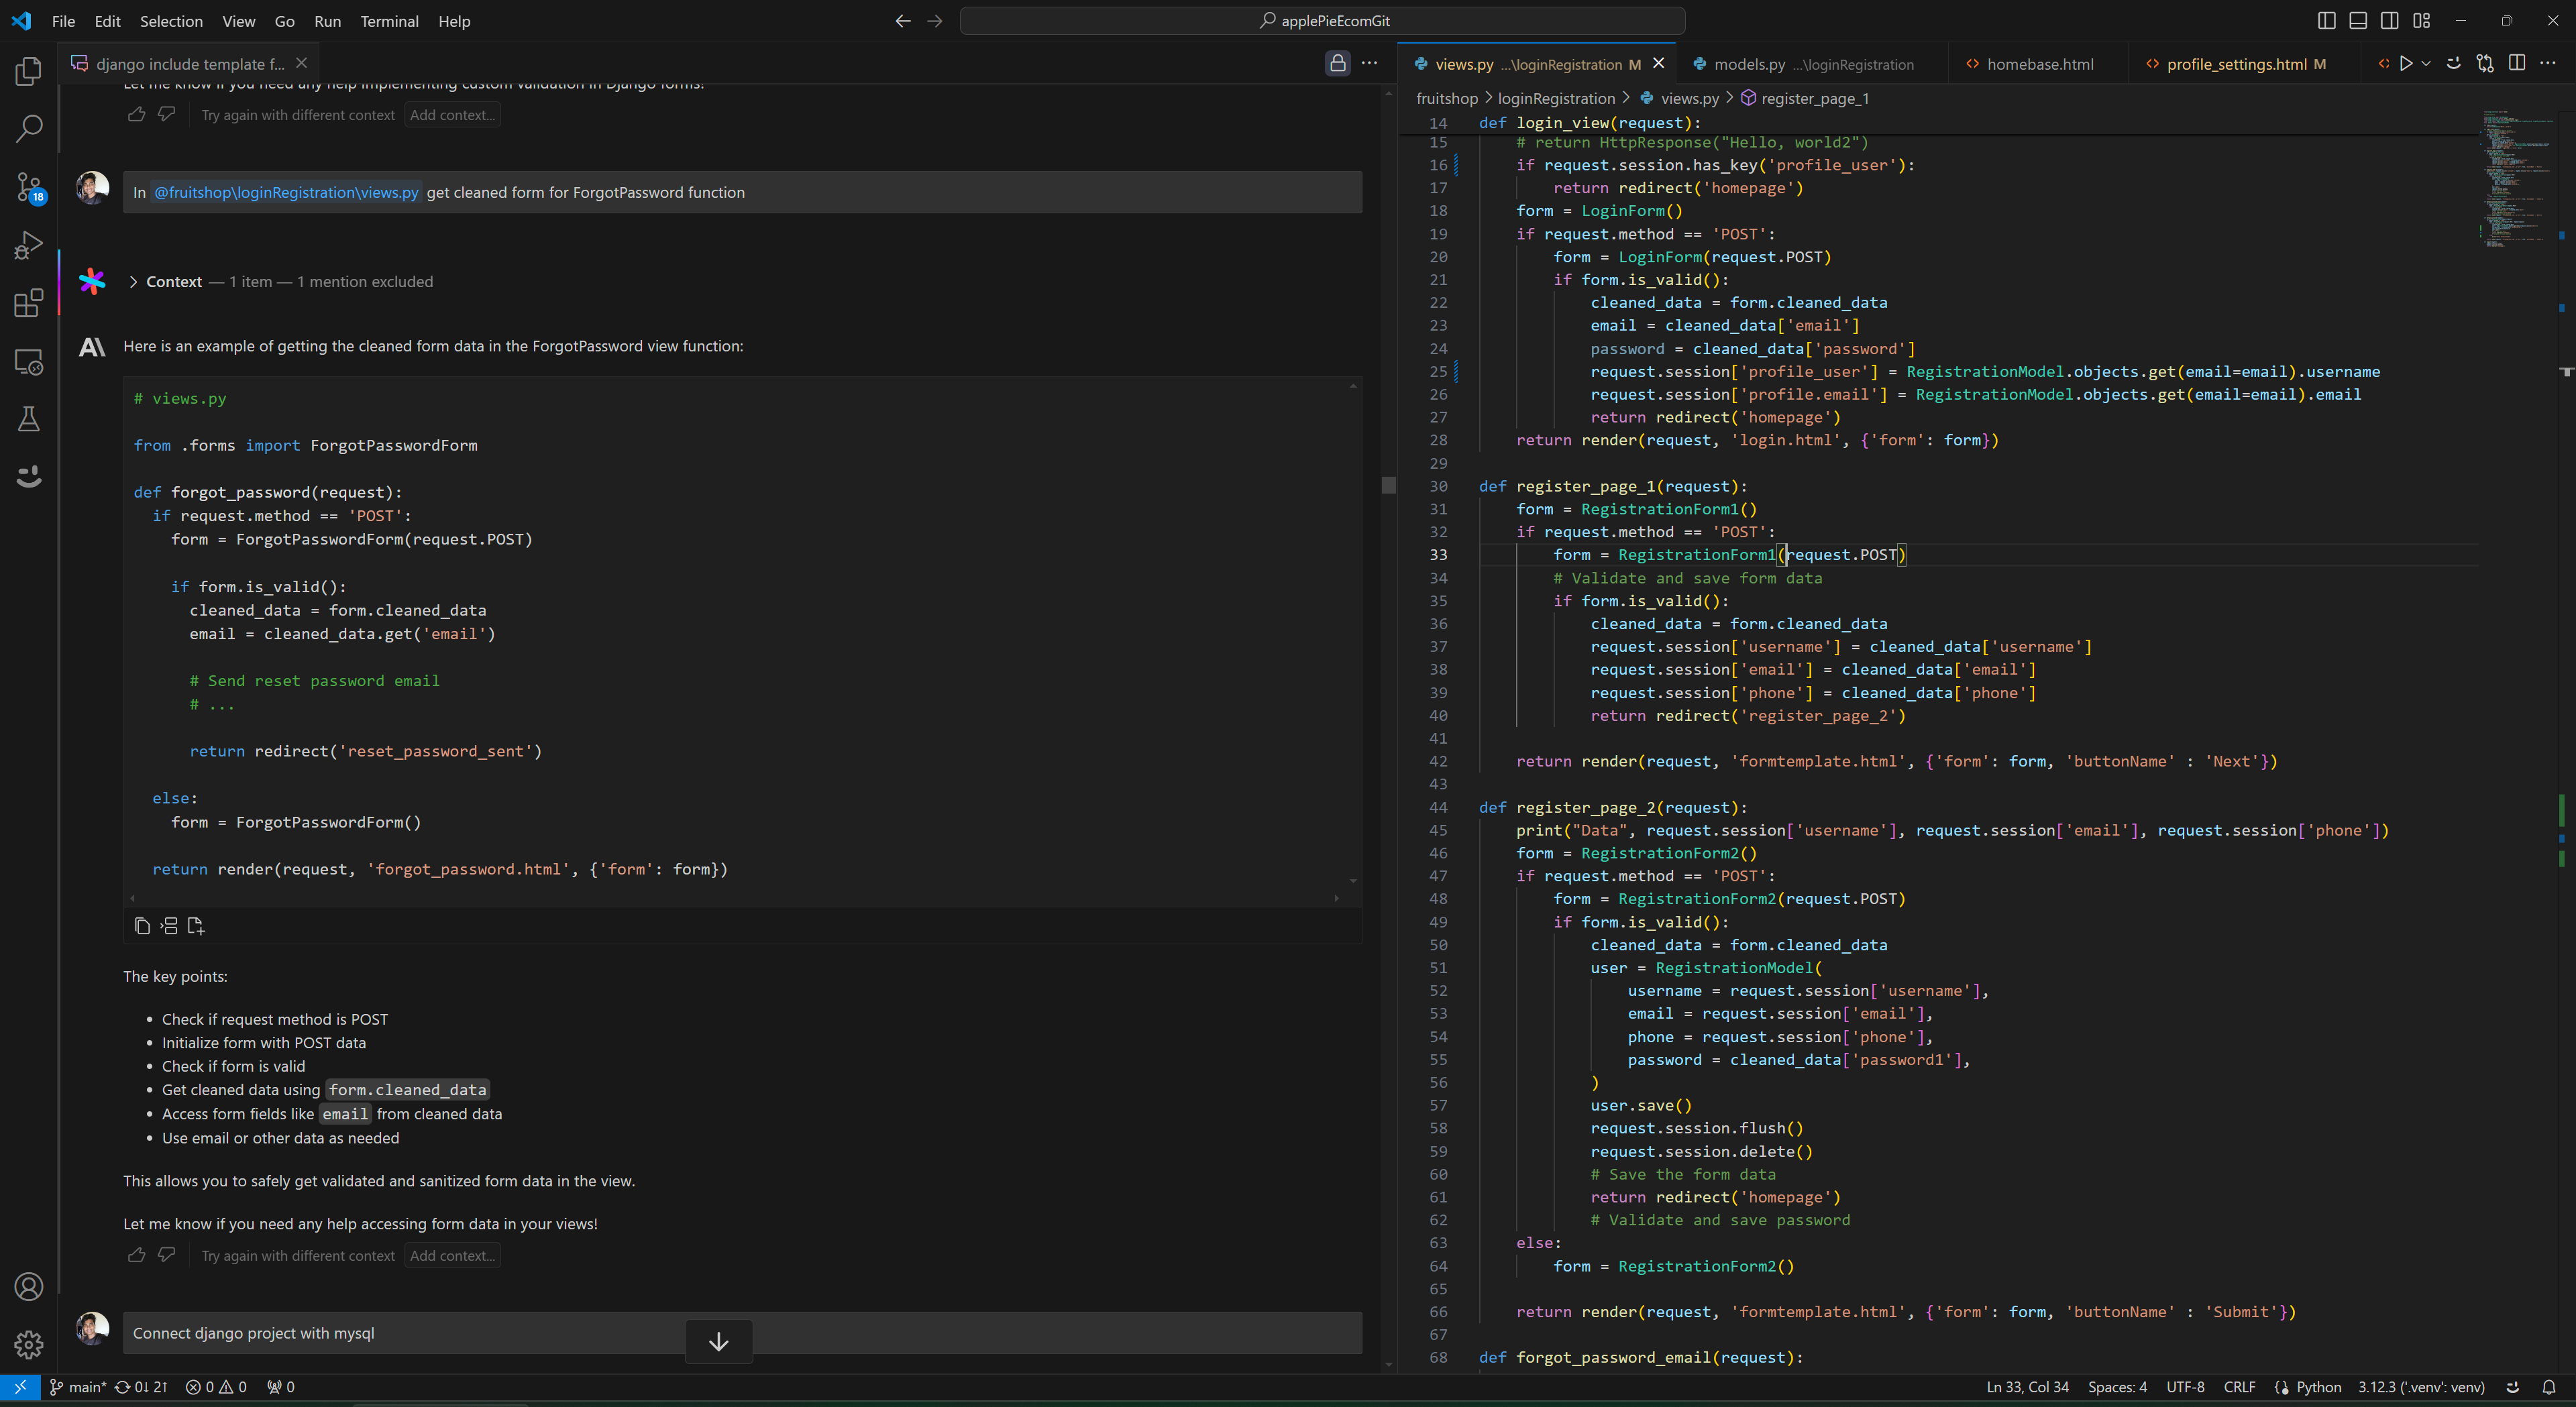 File Edit Selection View Go Run Terminal Help
applePieEcomGit
django include template f...
Let me know if you need any help implementing custom validation in Django forms!
Try again with different context Add context...
In @fruitshop\loginRegistration\views.py get cleaned form for ForgotPassword function
Context — 1 item — 1 mention excluded
Here is an example of getting the cleaned form data in the ForgotPassword view function:
# views.py
from .forms import ForgotPasswordForm
def forgot_password(request):
if request.method == 'POST':
form = ForgotPasswordForm(request.POST)
if form.is_valid():
cleaned_data = form.cleaned_data
email = cleaned_data.get('email')
# Send reset password email
# ...
return redirect('reset_password_sent')
else:
form = ForgotPasswordForm()
return render(request, 'forgot_password.html', {'form': form})
The key points:
• Check if request method is POST
• Initialize form with POST data
• Check if form is valid
• Get cleaned data using form.cleaned_data
• Access form fields like email from cleaned data
• Use email or other data as needed
This allows you to safely get validated and sanitized form data in the view.
Let me know if you need any help accessing form data in your views!
Try again with different context Add context...
Connect django project with mysql
18
views.py ...\loginRegistration M
models.py ...\loginRegistration
homebase.html
profile_settings.html M
fruitshop > loginRegistration > views.py > register_page_1
14 def login_view(request):
15 # return HttpResponse("Hello, world2")
16 if request.session.has_key('profile_user'):
17 return redirect('homepage')
18 form = LoginForm()
19 if request.method == 'POST':
20 form = LoginForm(request.POST)
21 if form.is_valid():
22 cleaned_data = form.cleaned_data
23 email = cleaned_data['email']
24 password = cleaned_data['password']
25 request.session['profile_user'] = RegistrationModel.objects.get(email=email).username
26 request.session['profile.email'] = RegistrationModel.objects.get(email=email).email
27 return redirect('homepage')
28 return render(request, 'login.html', {'form': form})
29
30 def register_page_1(request):
31 form = RegistrationForm1()
32 if request.method == 'POST':
33 form = RegistrationForm1(request.POST)
34 # Validate and save form data
35 if form.is_valid():
36 cleaned_data = form.cleaned_data
37 request.session['username'] = cleaned_data['username']
38 request.session['email'] = cleaned_data['email']
39 request.session['phone'] = cleaned_data['phone']
40 return redirect('register_page_2')
41
42 return render(request, 'formtemplate.html', {'form': form, 'buttonName' : 'Next'})
43
44 def register_page_2(request):
45 print("Data", request.session['username'], request.session['email'], request.session['phone'])
46 form = RegistrationForm2()
47 if request.method == 'POST':
48 form = RegistrationForm2(request.POST)
49 if form.is_valid():
50 cleaned_data = form.cleaned_data
51 user = RegistrationModel(
52 username = request.session['username'],
53 email = request.session['email'],
54 phone = request.session['phone'],
55 password = cleaned_data['password1'],
56 )
57 user.save()
58 request.session.flush()
59 request.session.delete()
60 # Save the form data
61 return redirect('homepage')
62 # Validate and save password
63 else:
64 form = RegistrationForm2()
65
66 return render(request, 'formtemplate.html', {'form': form, 'buttonName' : 'Submit'})
67
68 def forgot_password_email(request):
main* 0↓ 2↑ 0 0 0
Ln 33, Col 34 Spaces: 4 UTF-8 CRLF Python 3.12.3 ('.venv': venv)